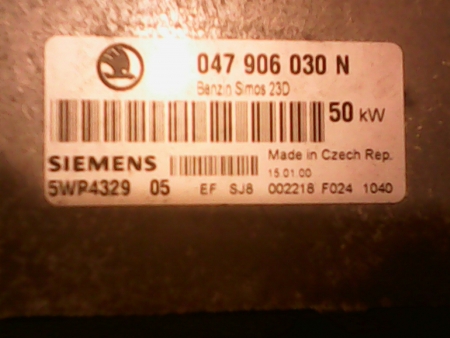 047 906 030 N
Benzin Simos 23D
50 kW
SIEMENS
Made in Czech Rep.
15.01.00
5WP4329 05 EF SJ8 002218 F024 1040